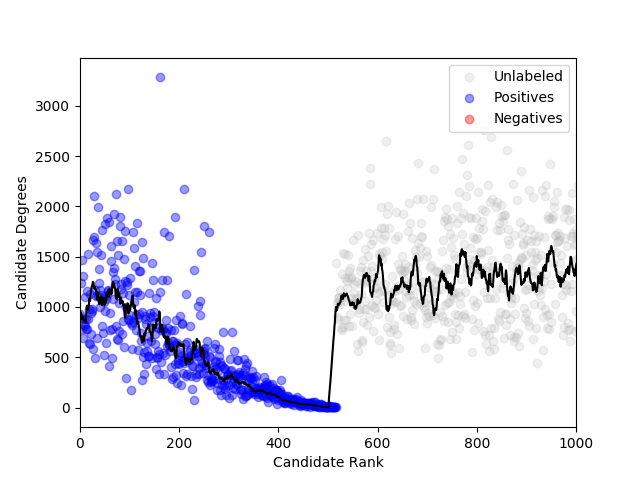 Unlabeled
Positives
Negatives
3000
2500
2000
1500
1000
500
0
Candidate Degrees
0 200 400 600 800 1000
Candidate Rank